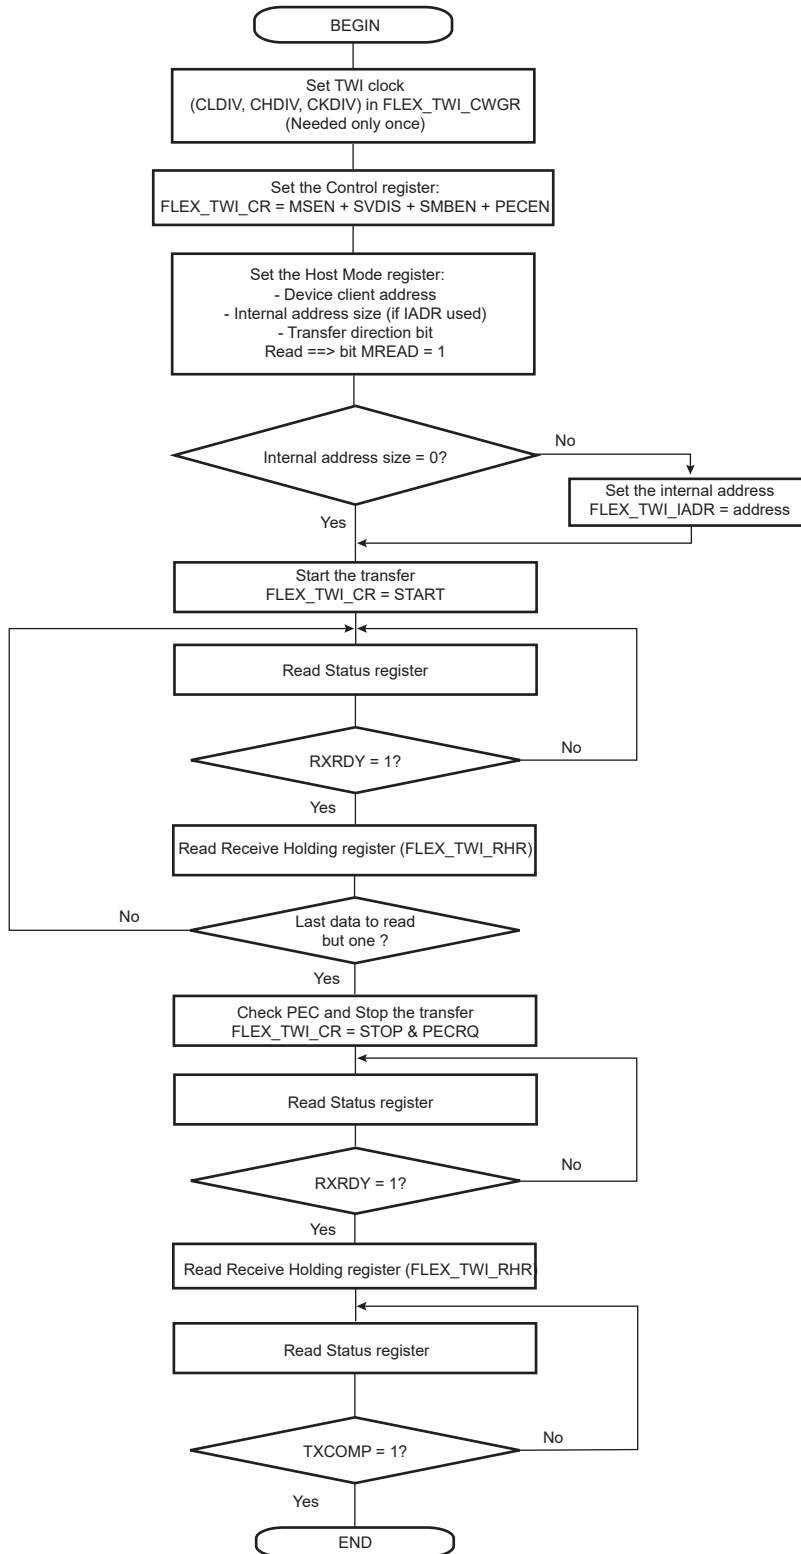 BEGIN
Set TWI clock
(CLDIV, CHDIV, CKDIV) in FLEX_TWI_CWGR
(Needed only once)
Set the Control register:
FLEX_TWI_CR = MSEN + SVDIS + SMBEN + PECEN
Set the Host Mode register:
- Device client address
- Internal address size (if IADR used)
- Transfer direction bit
Read ==> bit MREAD = 1
Internal address size = 0?
No
Set the internal address
FLEX_TWI_IADR = address
Yes
Start the transfer
FLEX_TWI_CR = START
Read Status register
RXRDY = 1?
No
Yes
Read Receive Holding register (FLEX_TWI_RHR)
Last data to read
but one ?
No
Yes
Check PEC and Stop the transfer
FLEX_TWI_CR = STOP & PECRQ
Read Status register
RXRDY = 1?
No
Yes
Read Receive Holding register (FLEX_TWI_RHR)
Read Status register
TXCOMP = 1?
No
Yes
END